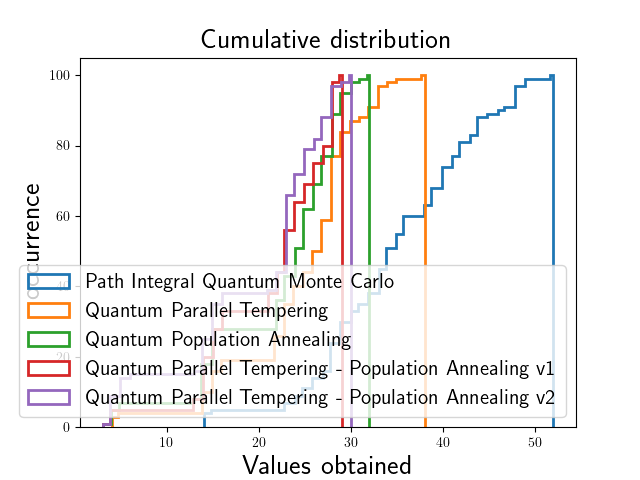 Cumulative distribution
100
80
60
40
20
0
occurrence
Path Integral Quantum Monte Carlo
Quantum Parallel Tempering
Quantum Population Annealing
Quantum Parallel Tempering - Population Annealing v1
Quantum Parallel Tempering - Population Annealing v2
10 20 30 40 50
Values obtained